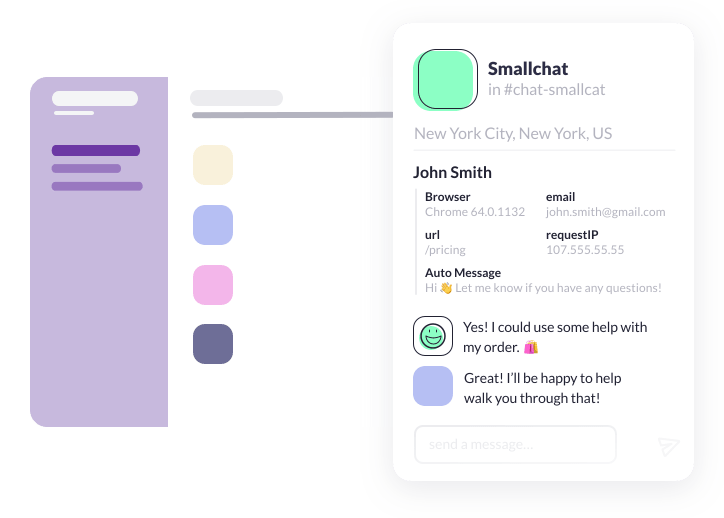 Smallchat
in #chat-smallcat
New York City, New York, US
John Smith
Browser email
Chrome 64.0.1132 john.smith@gmail.com
url requestIP
/pricing 107.555.55.55
Auto Message
Hi 👋 Let me know if you have any questions!
Yes! I could use some help with
my order. 🛍️
Great! I’ll be happy to help
walk you through that!
send a message...